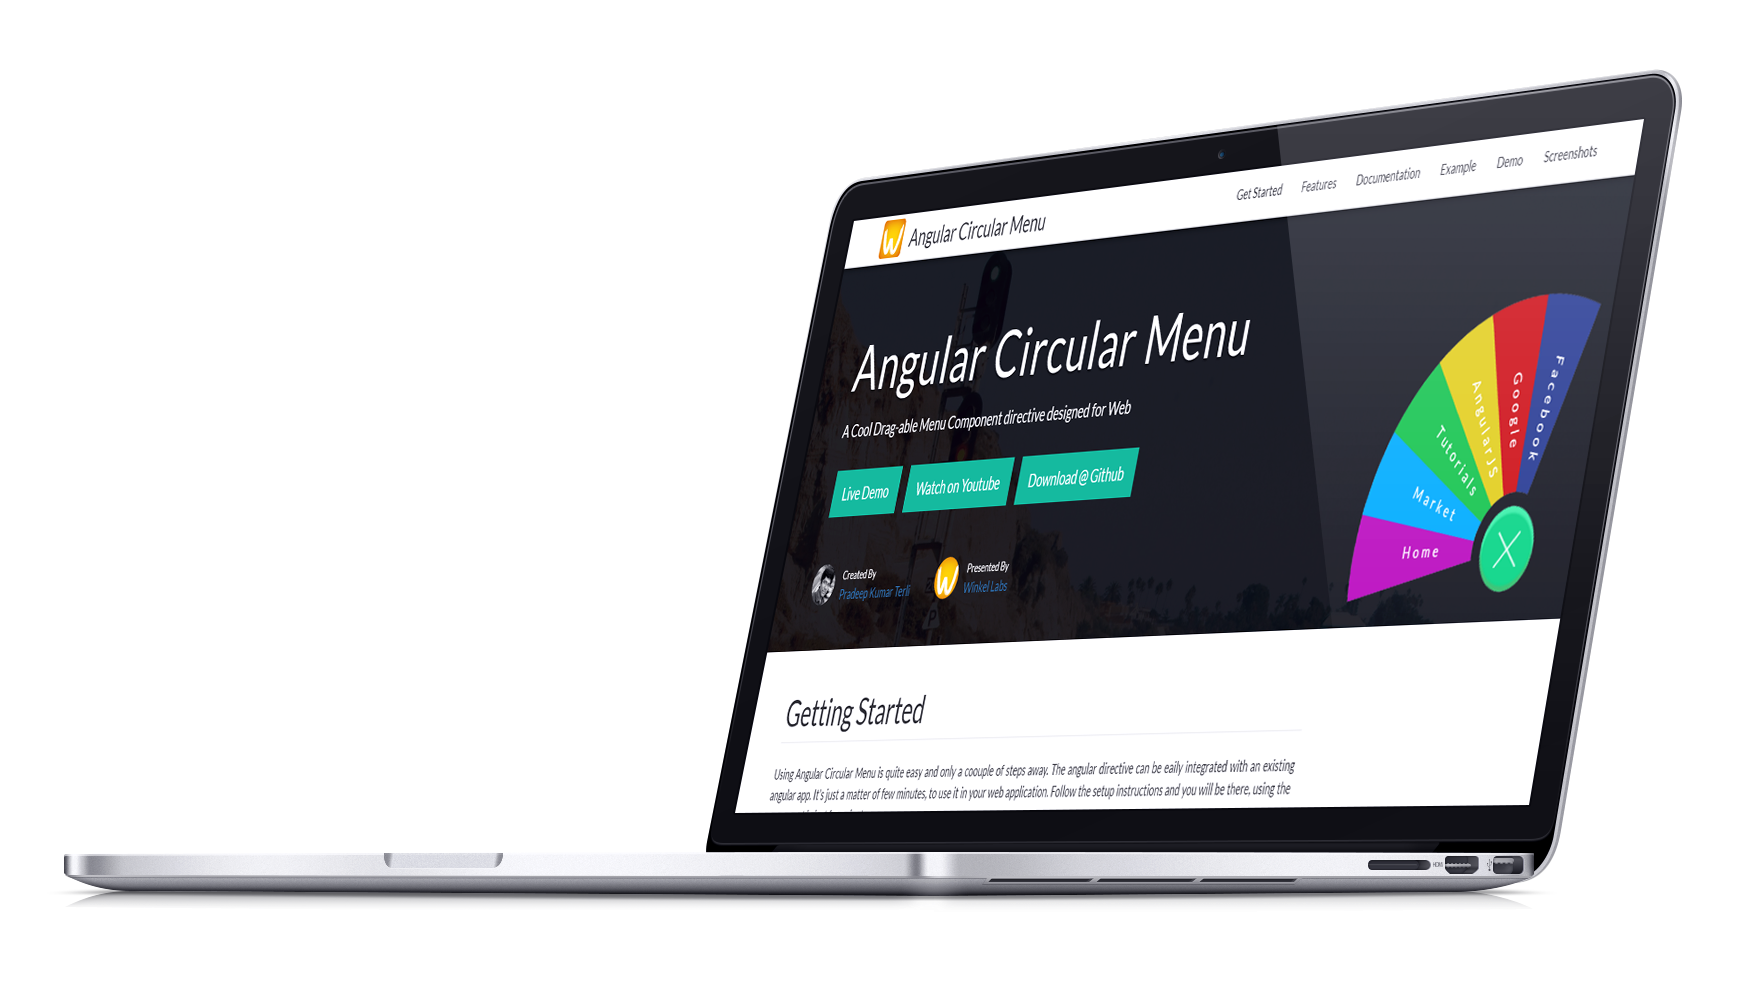 W Angular Circular Menu
Get Started Features Documentation Example Demo Screenshots
Angular Circular Menu
A Cool Drag-able Menu Component directive designed for Web
Live Demo Watch on Youtube Download @ Github
Created By
Pradeep Kumar Terli
W
Presented By
Winkel Labs
P
Facebook
Google
AngularJS
Tutorials
Market
Home
Getting Started
Using Angular Circular Menu is quite easy and only a coouple of steps away. The angular directive can be eaily integrated with an existing
angular app. It's just a matter of few minutes, to use it in your web application. Follow the setup instructions and you will be there, using the